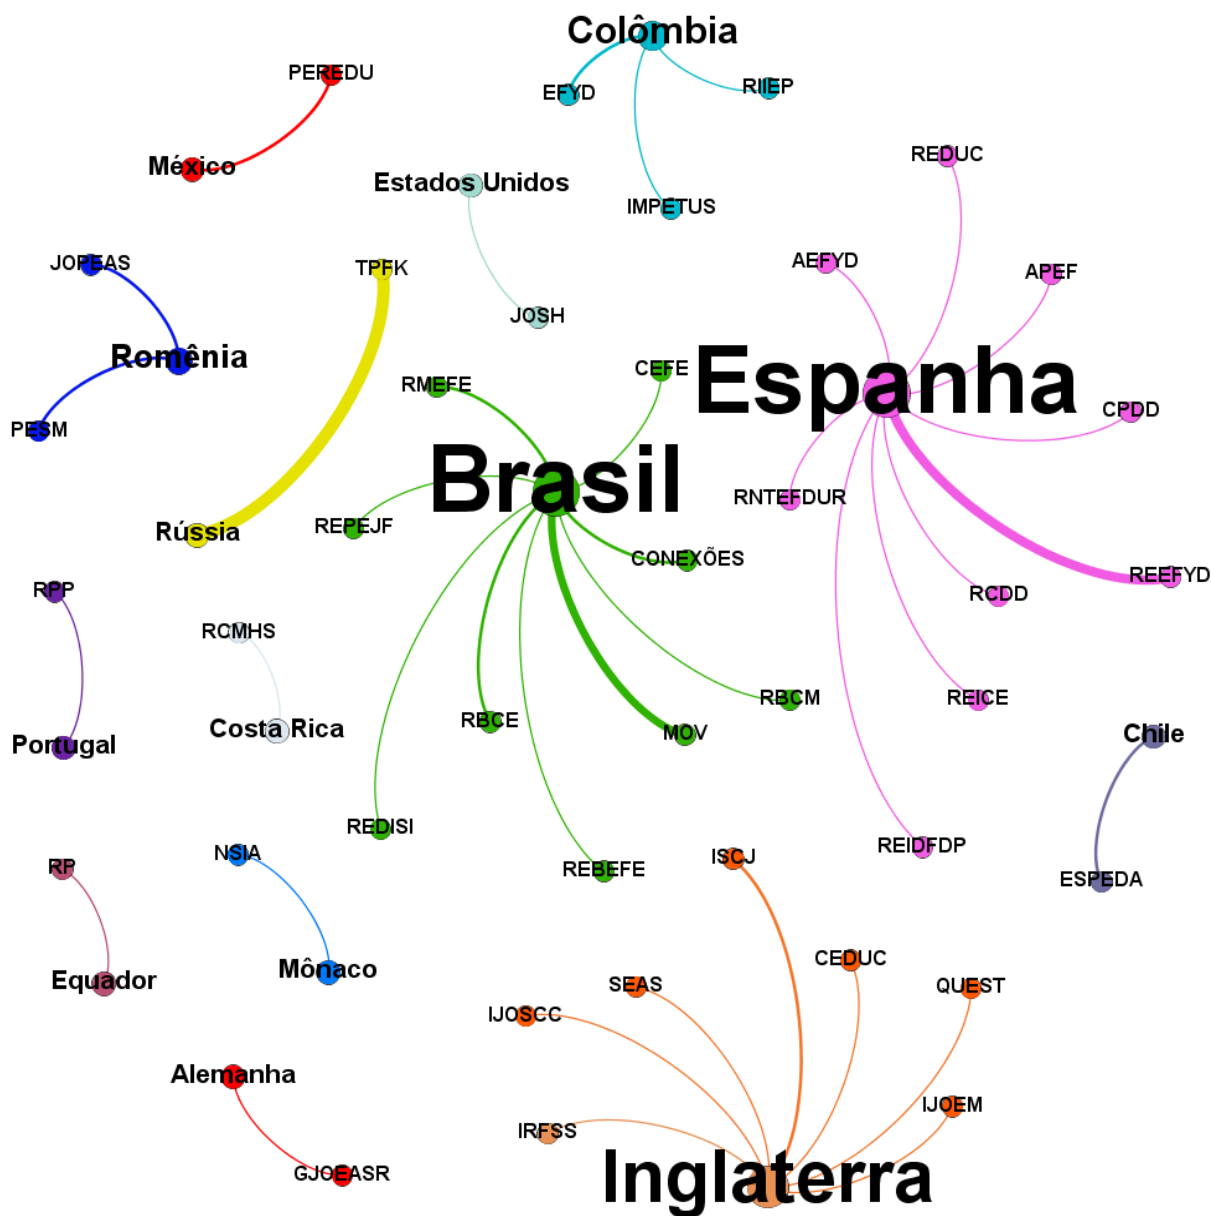 Colômbia
PEREDU
EFYD
RIIEP
México
REDUC
Estados Unidos
IMPETUS
JOPEAS
TPFK
AEFYD
APEF
JOSH
Romênia
RMEFE
CEFE
Espanha
CPDD
PESM
Brasil
RNTEFDUR
Rússia
REPEJF
CONEXÕES
REEFYD
RPP
RCDD
RCMHS
RBCM
REICE
Portugal
Costa Rica
RBCE
MOV
Chile
REDISI
REIDFDP
RP
NSIA
REBEFE
ISCJ
ESPEDA
Equador
Mônaco
CEDUC
SEAS
QUEST
IJOSCC
Alemanha
IJOEM
IRFSS
GJOEASR
Inglaterra